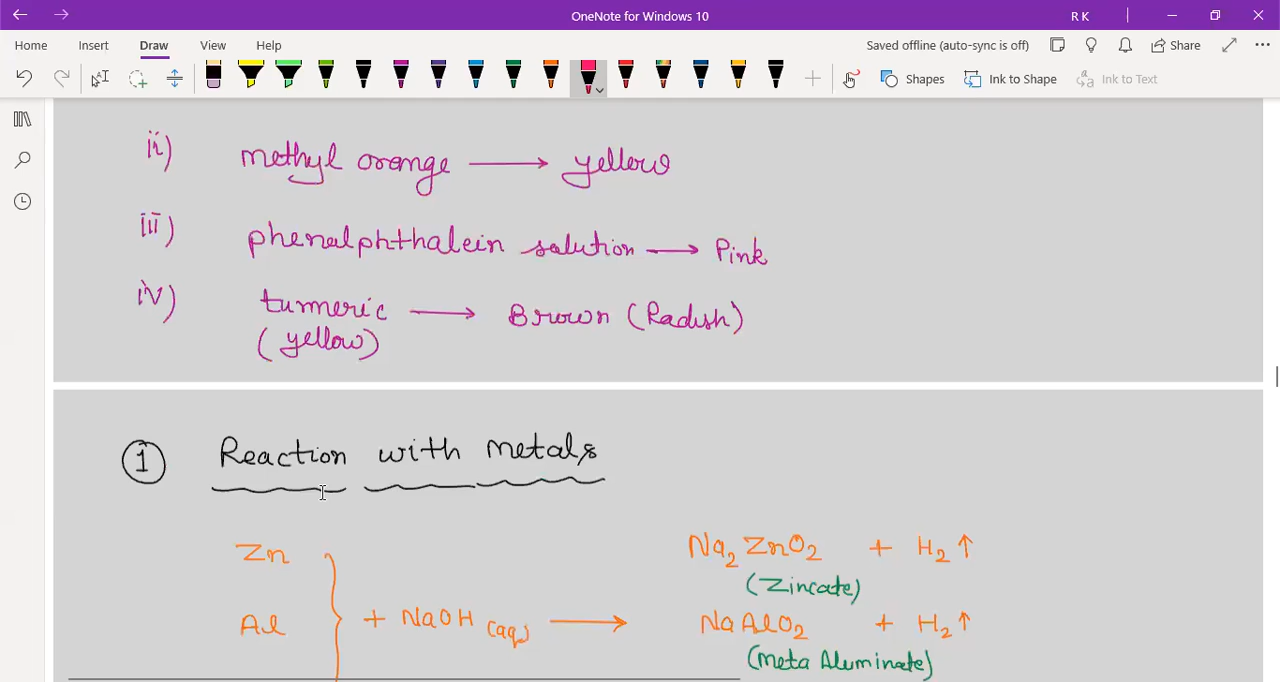 OneNote for Windows 10
R K
Home Insert Draw View Help
Saved offline (auto-sync is off) Share
Shapes Ink to Shape Ink to Text
ii) methyl orange → yellow
iii) phenalphthalein solution → Pink
iv) turmeric → Brown (Radish)
(yellow)
① Reaction with metals
Zn Na₂ZnO₂ + H₂↑
(Zincate)
Al + NaOH (aq) → NaAlO₂ + H₂↑
(meta Aluminate)